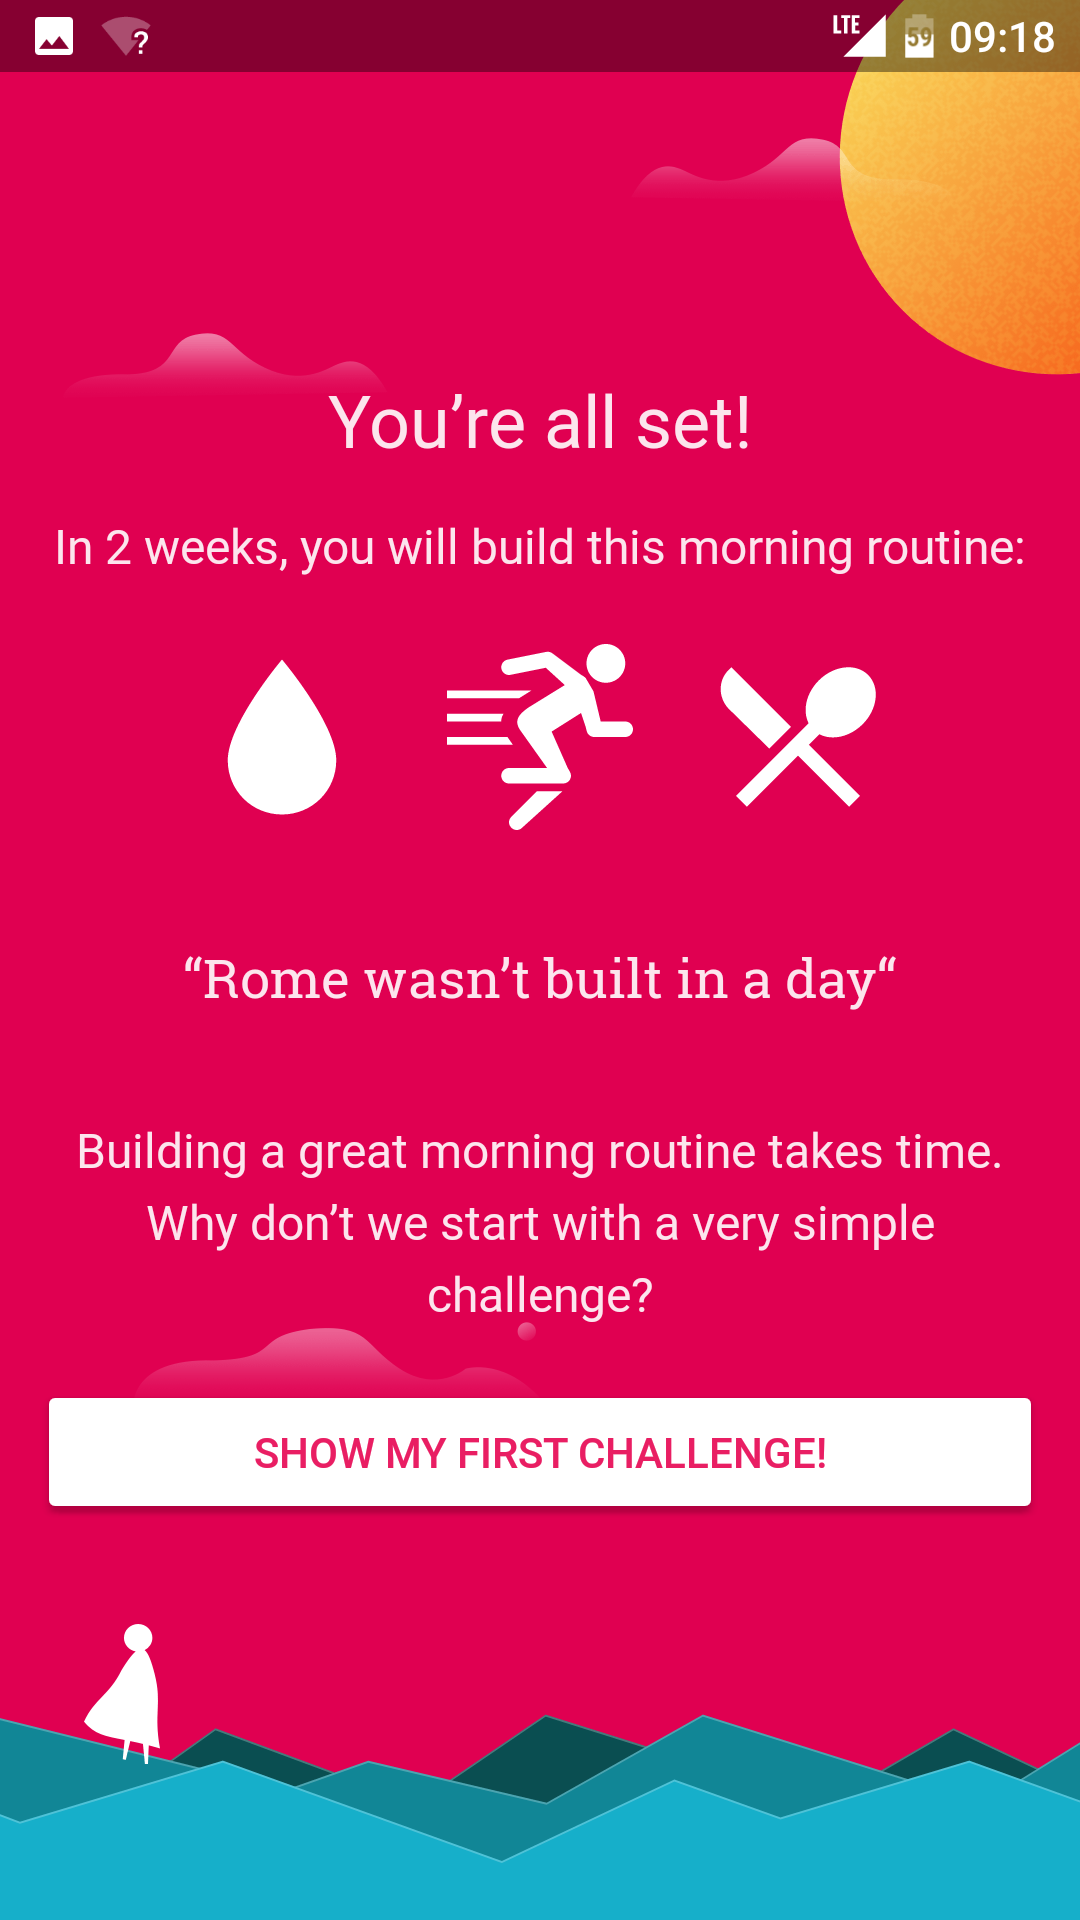 ? LTE 59 09:18
You’re all set!
In 2 weeks, you will build this morning routine:
“Rome wasn’t built in a day“
Building a great morning routine takes time.
Why don’t we start with a very simple
challenge?
SHOW MY FIRST CHALLENGE!